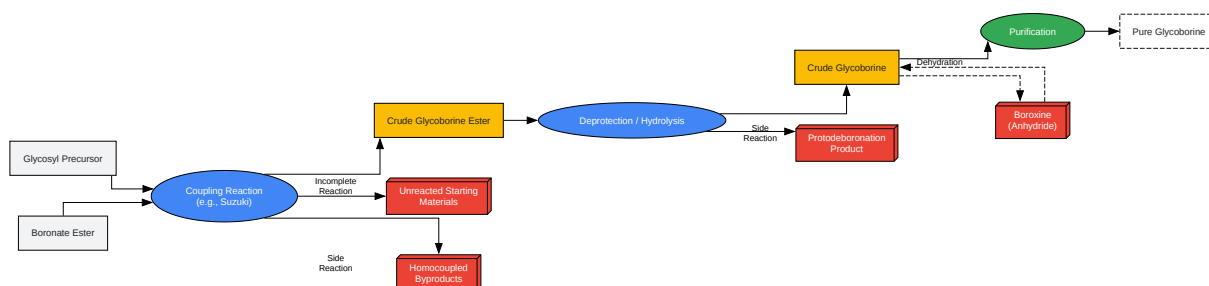 Glycosyl Precursor
Boronate Ester
Coupling Reaction
(e.g., Suzuki)
Crude Glycoborine Ester
Incomplete
Reaction
Unreacted Starting
Materials
Side
Reaction
Homocoupled
Byproducts
Deprotection / Hydrolysis
Side
Reaction
Protodeboronation
Product
Crude Glycoborine
Dehydration
Boroxine
(Anhydride)
Purification
Pure Glycoborine